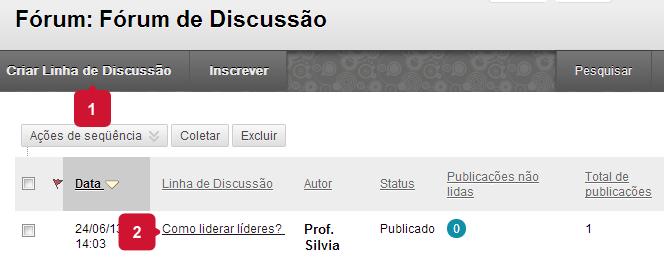 Fórum: Fórum de Discussão
Criar Linha de Discussão Inscrever Pesquisar
1
Ações de seqüência Coletar Excluir
Data Linha de Discussão Autor Status Publicações não lidas Total de publicações
24/06/13 2 Como liderar líderes? Prof. Silvia Publicado 0 1
14:03